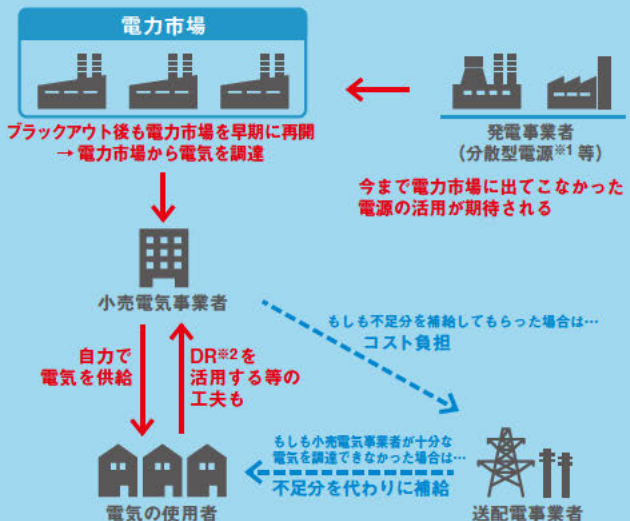 電力市場
ブラックアウト後も電力市場を早期に再開
→ 電力市場から電気を調達
発電事業者
(分散型電源※1 等)
今まで電力市場に出てこなかった
電源の活用が期待される
小売電気事業者
もしも不足分を補給してもらった場合は…
コスト負担
自力で
電気を供給
DR※2を
活用する等の
工夫も
もしも小売電気事業者が十分な
電気を調達できなかった場合は…
不足分を代わりに補給
電気の使用者
送配電事業者